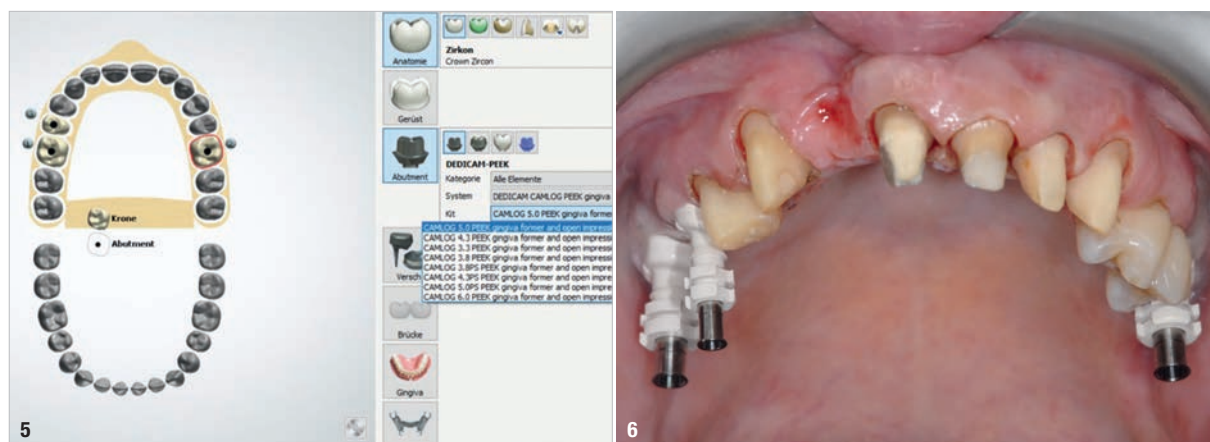 Krone
Abutment
5
Anatomie
Zirkon
Crown Zircon
Gerüst
Abutment
DEDICAM-PEEK
Kategorie Alle Elemente
System DEDICAM CAMLOG PEEK gingiva
Kit CAMLOG 5.0 PEEK gingiva forme
CAMLOG 5.0 PEEK gingiva former and open impressi
CAMLOG 4.3 PEEK gingiva former and open impressi
CAMLOG 3.3 PEEK gingiva former and open impressi
CAMLOG 3.8 PEEK gingiva former and open impressi
CAMLOG 3.8PS PEEK gingiva former and open impre
CAMLOG 4.3PS PEEK gingiva former and open impre
CAMLOG 5.0PS PEEK gingiva former and open impre
CAMLOG 6.0 PEEK gingiva former and open impressi
Versch
Brücke
Gingiva
6